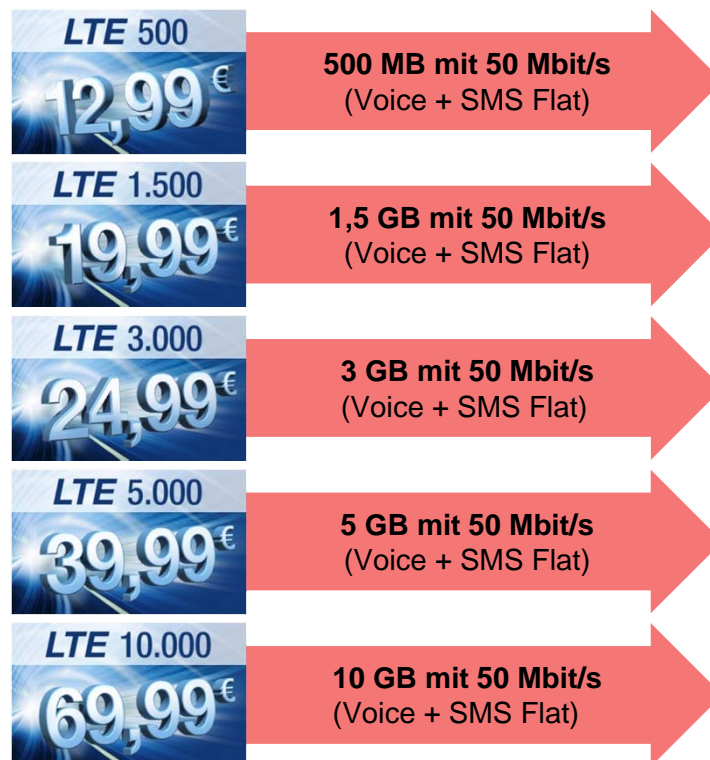 LTE 500
12,99 €
500 MB mit 50 Mbit/s
(Voice + SMS Flat)
LTE 1.500
19,99 €
1,5 GB mit 50 Mbit/s
(Voice + SMS Flat)
LTE 3.000
24,99 €
3 GB mit 50 Mbit/s
(Voice + SMS Flat)
LTE 5.000
39,99 €
5 GB mit 50 Mbit/s
(Voice + SMS Flat)
LTE 10.000
69,99 €
10 GB mit 50 Mbit/s
(Voice + SMS Flat)